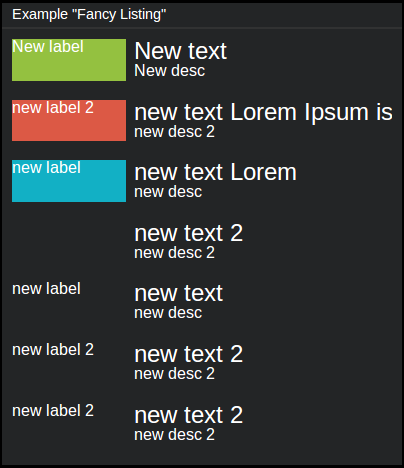 Example "Fancy Listing"
New label
New text
New desc
new label 2
new text Lorem Ipsum is
new desc 2
new label
new text Lorem
new desc
new text 2
new desc 2
new label
new text
new desc
new label 2
new text 2
new desc 2
new label 2
new text 2
new desc 2